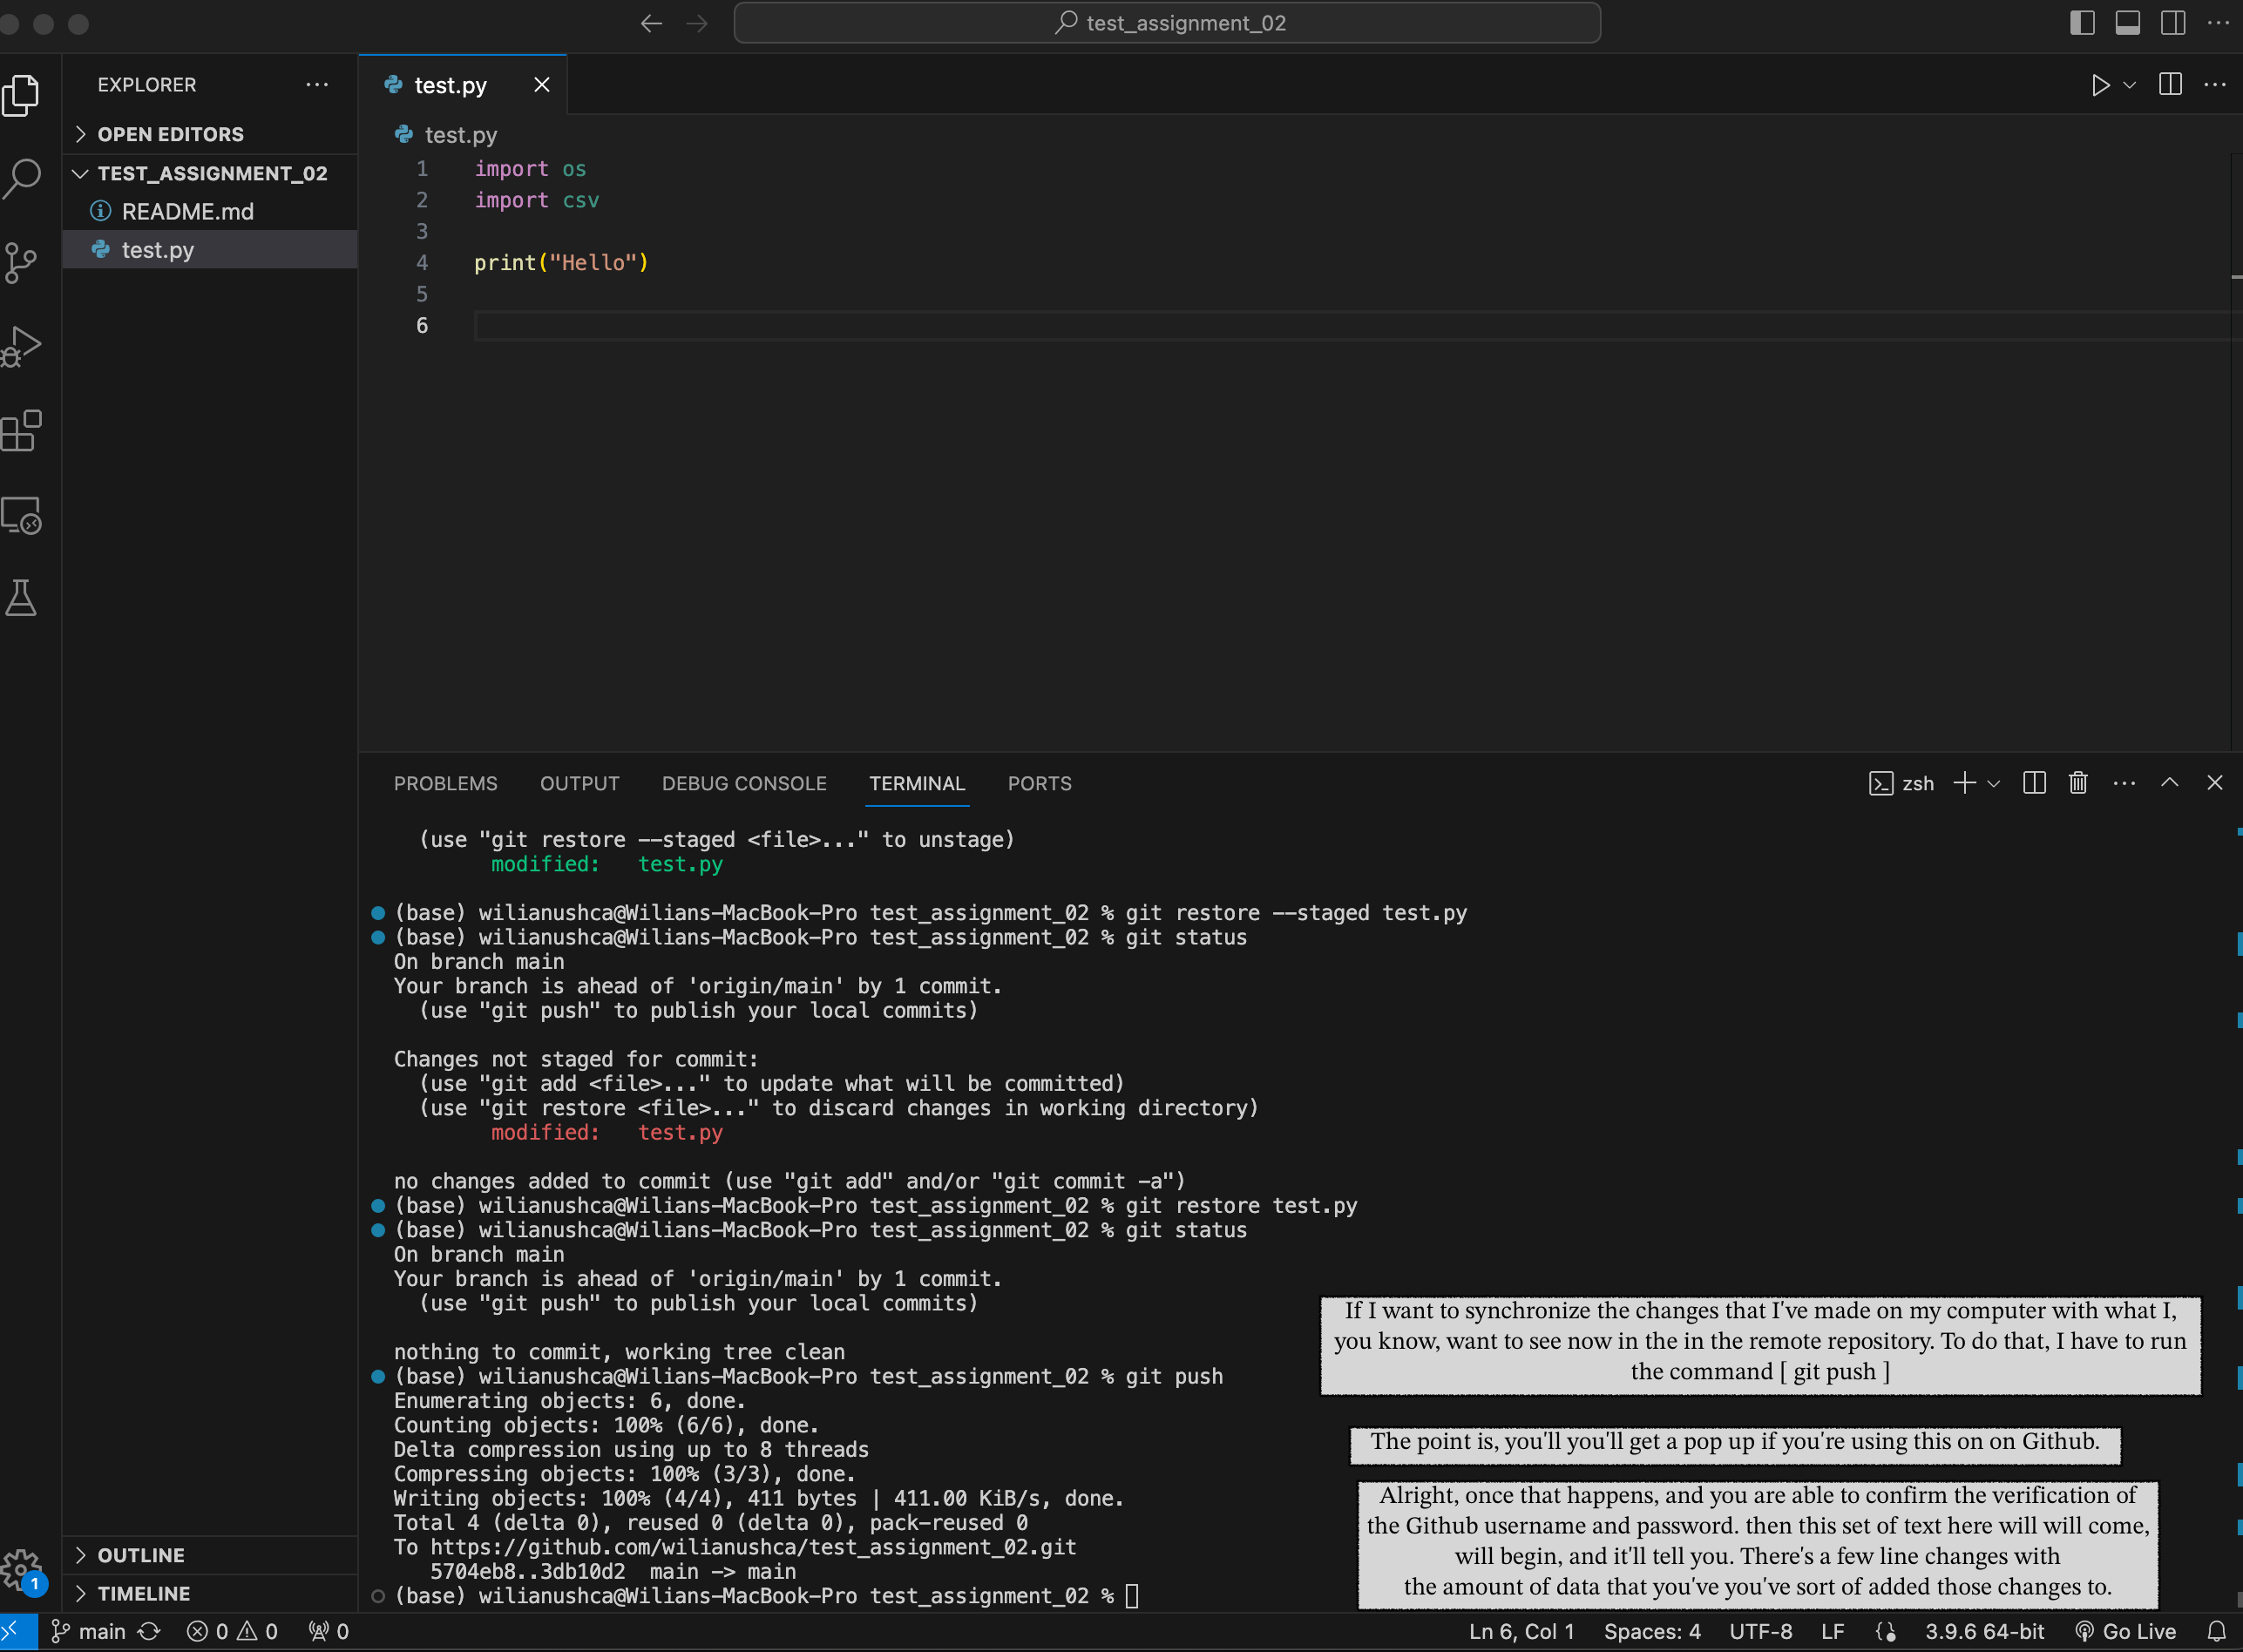 test_assignment_02
EXPLORER
OPEN EDITORS
TEST_ASSIGNMENT_02
README.md
test.py
test.py
test.py
1 import os
2 import csv
3
4 print("Hello")
5
6
PROBLEMS OUTPUT DEBUG CONSOLE TERMINAL PORTS
zsh
(use "git restore --staged <file>..." to unstage)
modified: test.py
(base) wilianushca@Wilians-MacBook-Pro test_assignment_02 % git restore --staged test.py
(base) wilianushca@Wilians-MacBook-Pro test_assignment_02 % git status
On branch main
Your branch is ahead of 'origin/main' by 1 commit.
(use "git push" to publish your local commits)
Changes not staged for commit:
(use "git add <file>..." to update what will be committed)
(use "git restore <file>..." to discard changes in working directory)
modified: test.py
no changes added to commit (use "git add" and/or "git commit -a")
(base) wilianushca@Wilians-MacBook-Pro test_assignment_02 % git restore test.py
(base) wilianushca@Wilians-MacBook-Pro test_assignment_02 % git status
On branch main
Your branch is ahead of 'origin/main' by 1 commit.
(use "git push" to publish your local commits)
nothing to commit, working tree clean
(base) wilianushca@Wilians-MacBook-Pro test_assignment_02 % git push
Enumerating objects: 6, done.
Counting objects: 100% (6/6), done.
Delta compression using up to 8 threads
Compressing objects: 100% (3/3), done.
Writing objects: 100% (4/4), 411 bytes | 411.00 KiB/s, done.
Total 4 (delta 0), reused 0 (delta 0), pack-reused 0
To https://github.com/wilianushca/test_assignment_02.git
5704eb8..3db10d2 main -> main
(base) wilianushca@Wilians-MacBook-Pro test_assignment_02 %
If I want to synchronize the changes that I've made on my computer with what I,
you know, want to see now in the in the remote repository. To do that, I have to run
the command [ git push ]
The point is, you'll you'll get a pop up if you're using this on on Github.
Alright, once that happens, and you are able to confirm the verification of
the Github username and password. then this set of text here will will come,
will begin, and it'll tell you. There's a few line changes with
the amount of data that you've you've sort of added those changes to.
OUTLINE
TIMELINE
1
main 0 0 0
Ln 6, Col 1 Spaces: 4 UTF-8 LF 3.9.6 64-bit Go Live